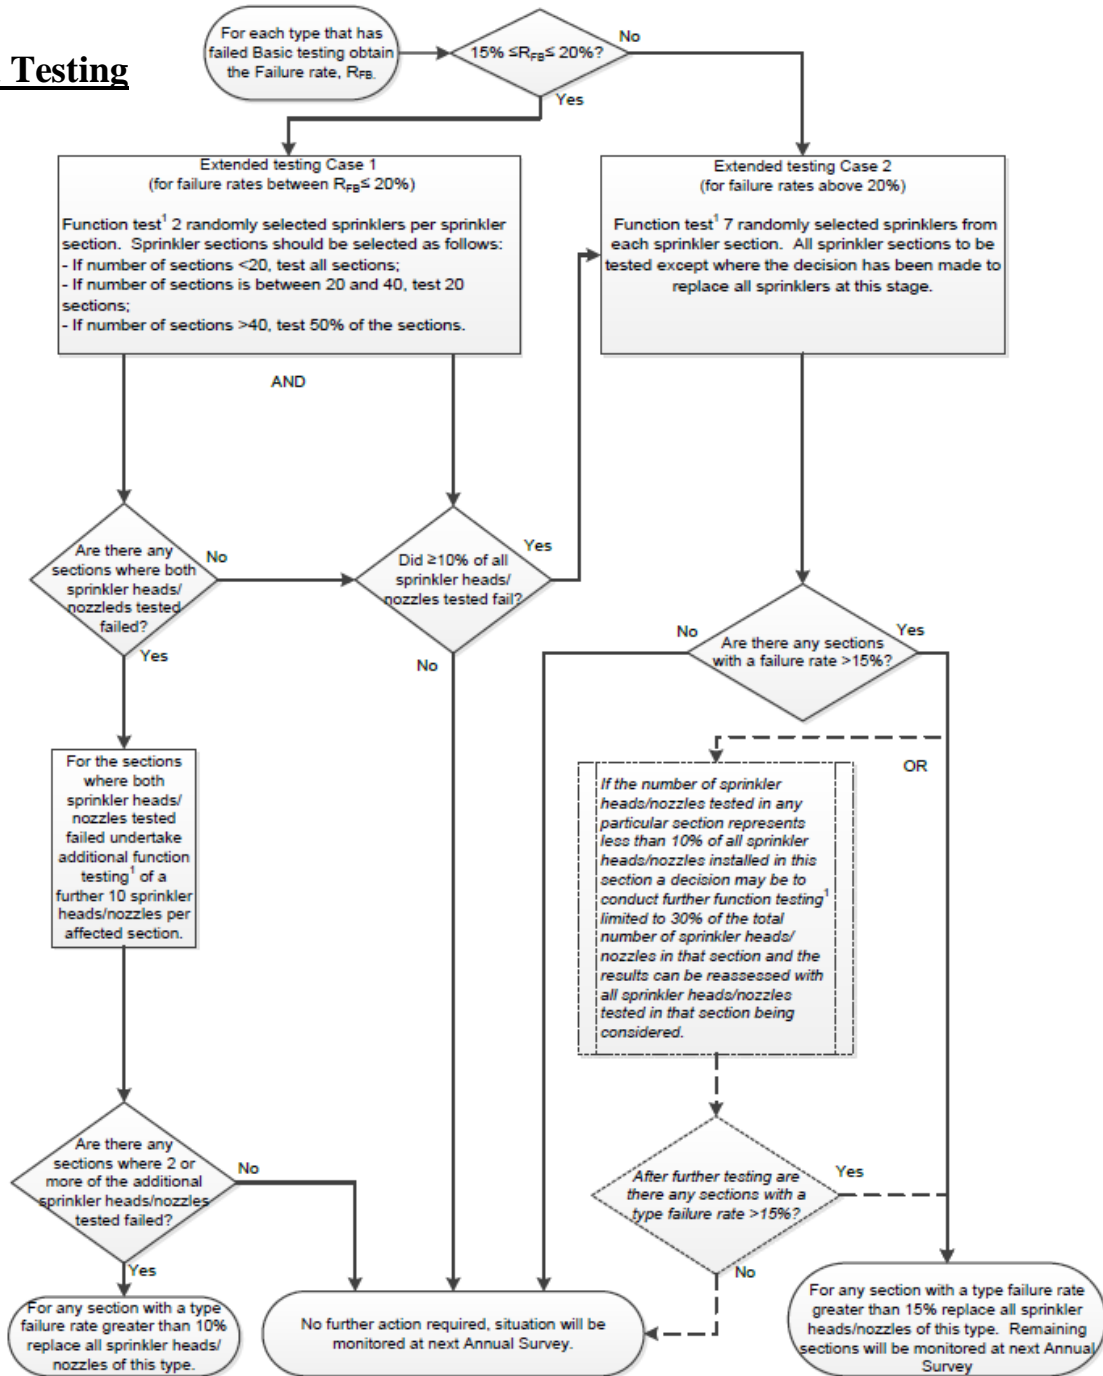 . Testing
For each type that has
failed Basic testing obtain
the Failure rate, RFB.
15% ≤RFB≤ 20%?
No
Yes
Extended testing Case 1
(for failure rates between RFB≤ 20%)
Function test1 2 randomly selected sprinklers per sprinkler
section. Sprinkler sections should be selected as follows:
- If number of sections <20, test all sections;
- If number of sections is between 20 and 40, test 20
sections;
- If number of sections >40, test 50% of the sections.
Extended testing Case 2
(for failure rates above 20%)
Function test1 7 randomly selected sprinklers from
each sprinkler section. All sprinkler sections to be
tested except where the decision has been made to
replace all sprinklers at this stage.
AND
Are there any
sections where both
sprinkler heads/
nozzleds tested
failed?
No
Yes
Did ≥10% of all
sprinkler heads/
nozzles tested fail?
Yes
No
Are there any sections
with a failure rate >15%?
No
Yes
OR
For the sections
where both
sprinkler heads/
nozzles tested
failed undertake
additional function
testing1 of a
further 10 sprinkler
heads/nozzles per
affected section.
If the number of sprinkler
heads/nozzles tested in any
particular section represents
less than 10% of all sprinkler
heads/nozzles installed in this
section a decision may be to
conduct further function testing1
limited to 30% of the total
number of sprinkler heads/
nozzles in that section and the
results can be reassessed with
all sprinkler heads/nozzles
tested in that section being
considered.
Are there any
sections where 2 or
more of the additional
sprinkler heads/nozzles
tested failed?
No
Yes
After further testing are
there any sections with a
type failure rate >15%?
Yes
No
For any section with a type
failure rate greater than 10%
replace all sprinkler heads/
nozzles of this type.
No further action required, situation will be
monitored at next Annual Survey.
For any section with a type failure rate
greater than 15% replace all sprinkler
heads/nozzles of this type. Remaining
sections will be monitored at next Annual
Survey